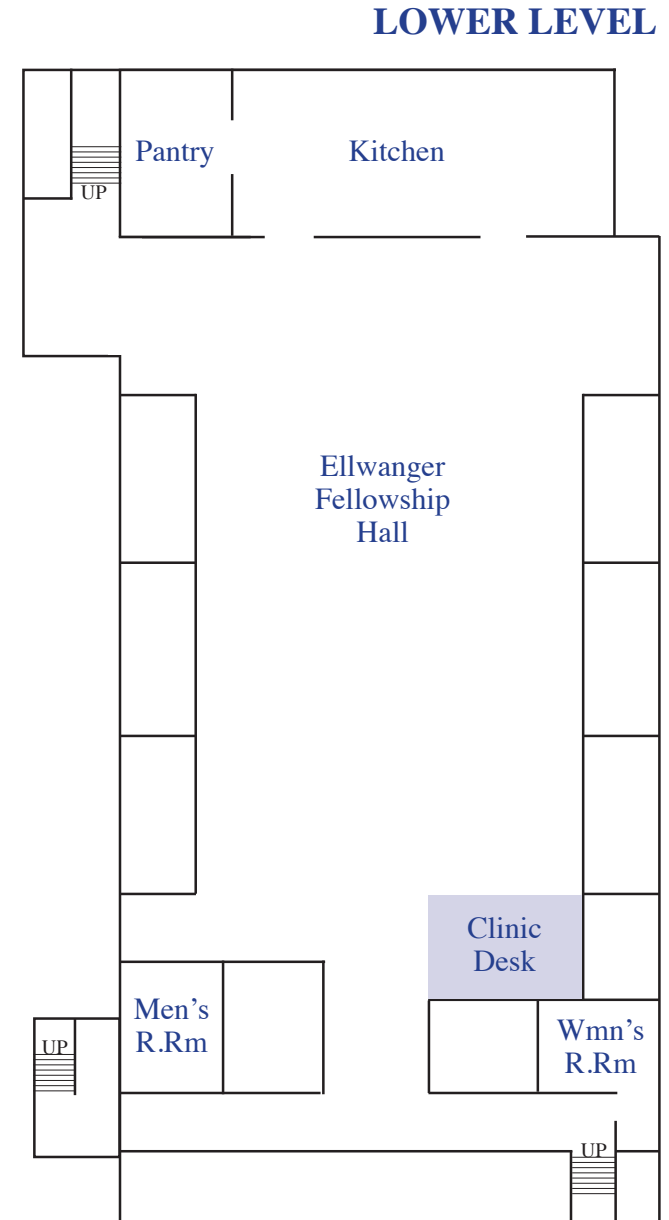 LOWER LEVEL
Pantry
Kitchen
UP
Ellwanger
Fellowship
Hall
Clinic
Desk
Men’s
R.Rm
UP
Wmn’s
R.Rm
UP